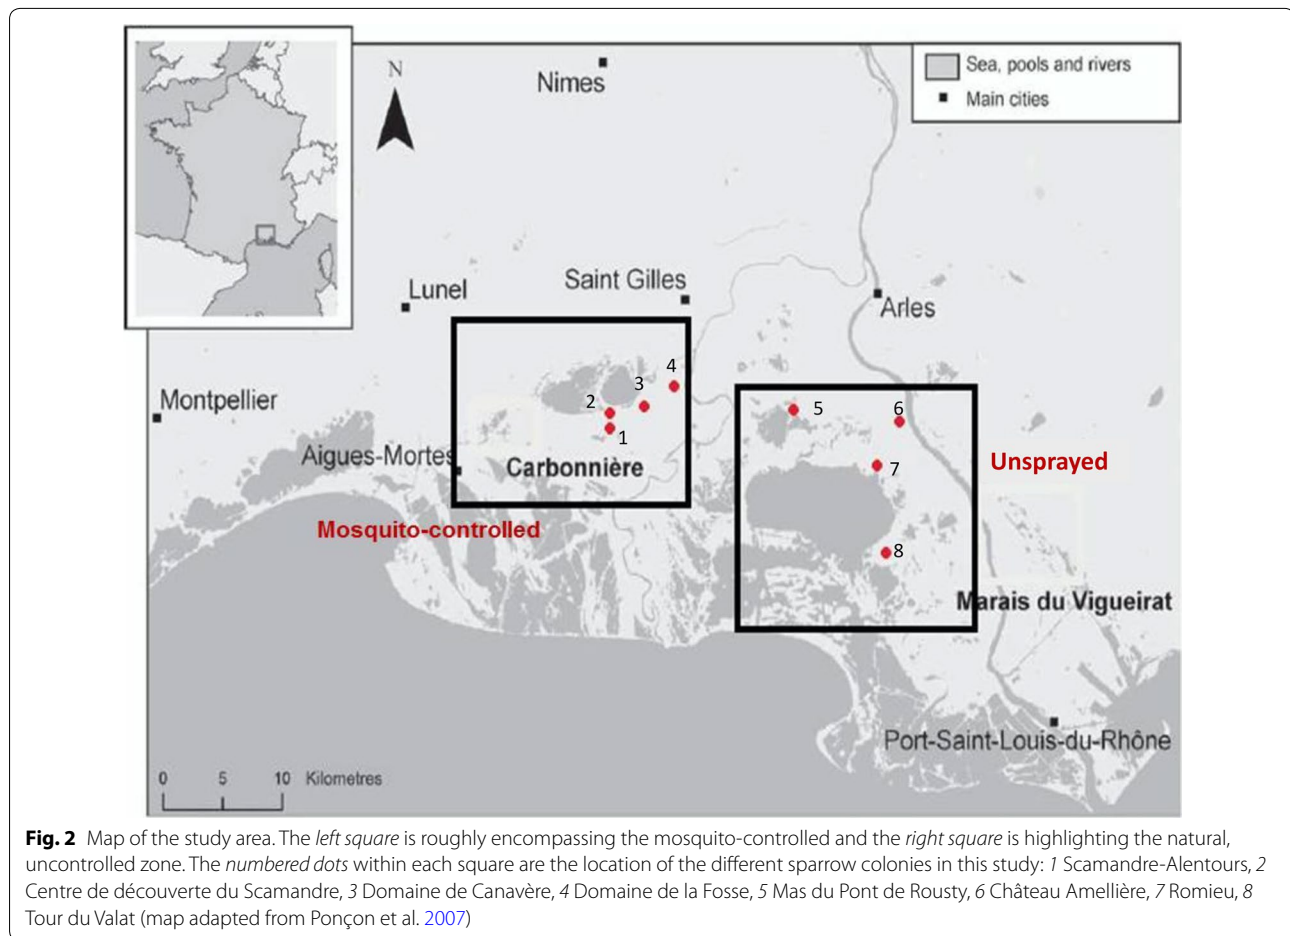 N
Nimes
Sea, pools and rivers
Main cities
Lunel
Saint Gilles
Arles
Montpellier
4
3
2
1
5
6
7
8
Aigues-Mortes
Carbonnière
Unsprayed
Mosquito-controlled
Marais du Vigueirat
Port-Saint-Louis-du-Rhône
0 5 10 Kilometres
Fig. 2 Map of the study area. The left square is roughly encompassing the mosquito-controlled and the right square is highlighting the natural,
uncontrolled zone. The numbered dots within each square are the location of the different sparrow colonies in this study: 1 Scamandre-Alentours, 2
Centre de découverte du Scamandre, 3 Domaine de Canavère, 4 Domaine de la Fosse, 5 Mas du Pont de Rousty, 6 Château Amellière, 7 Romieu, 8
Tour du Valat (map adapted from Ponçon et al. 2007)